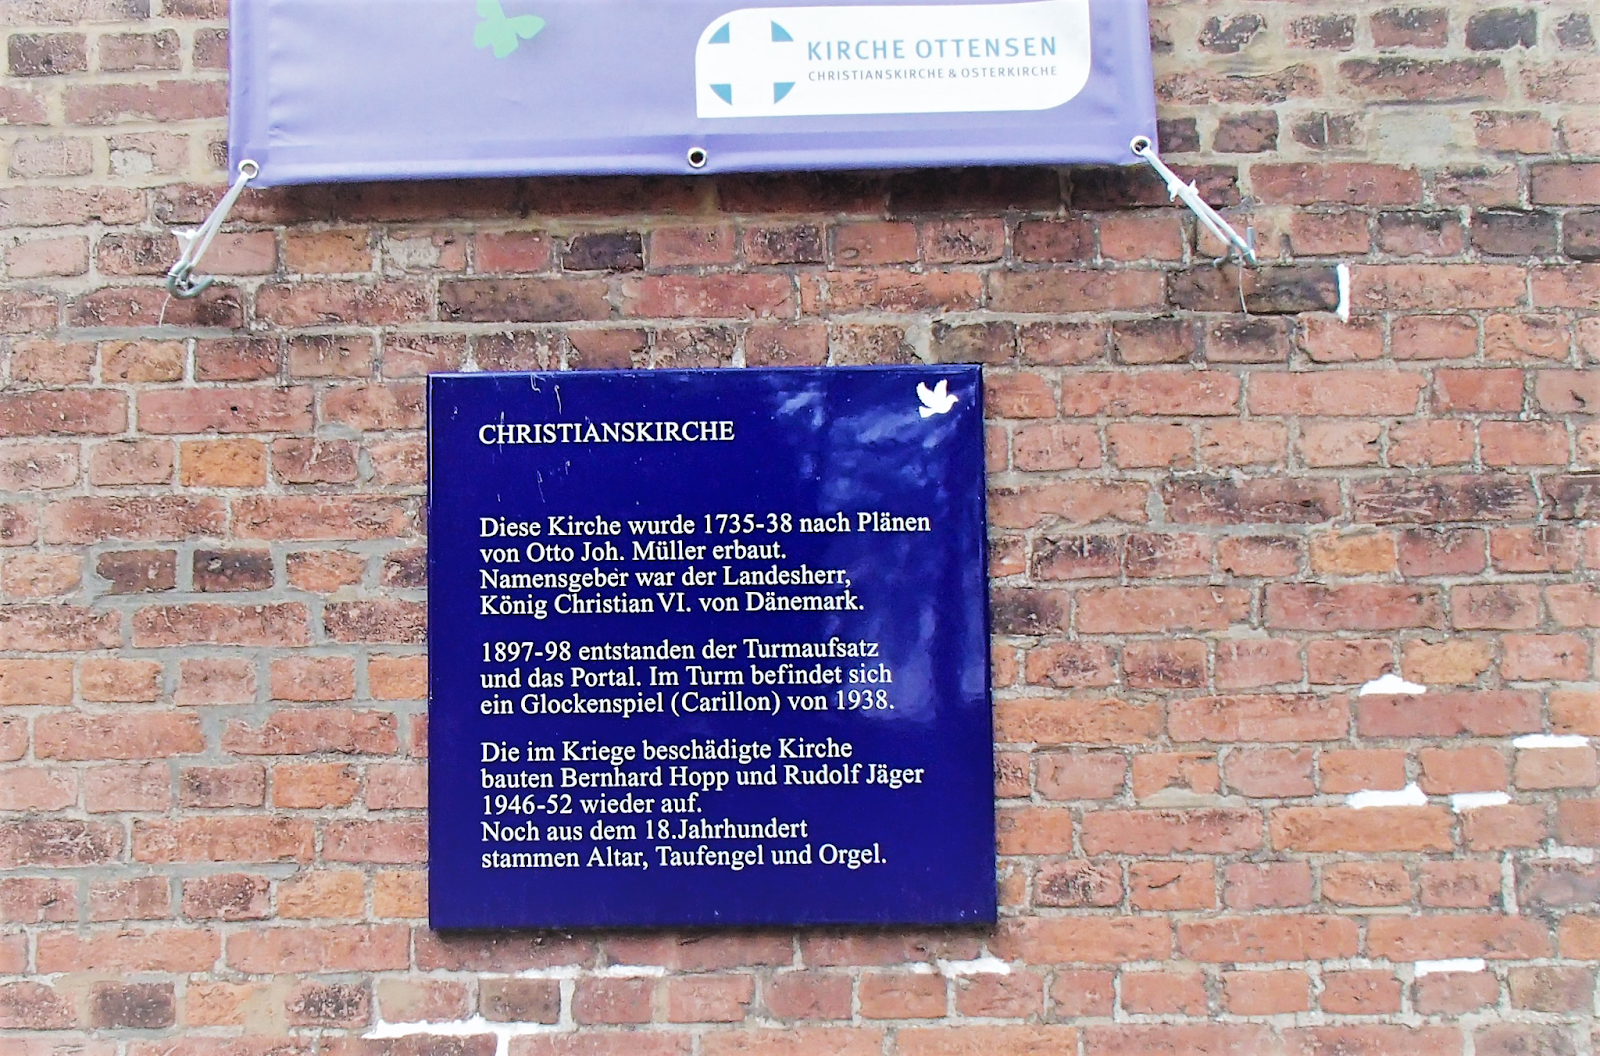 KIRCHE OTTENSEN
CHRISTIANSKIRCHE & OSTERKIRCHE
CHRISTIANSKIRCHE
Diese Kirche wurde 1735-38 nach Plänen
von Otto Joh. Müller erbaut.
Namensgeber war der Landesherr,
König Christian VI. von Dänemark.
1897-98 entstanden der Turmaufsatz
und das Portal. Im Turm befindet sich
ein Glockenspiel (Carillon) von 1938.
Die im Kriege beschädigte Kirche
bauten Bernhard Hopp und Rudolf Jäger
1946-52 wieder auf.
Noch aus dem 18.Jahrhundert
stammen Altar, Taufengel und Orgel.